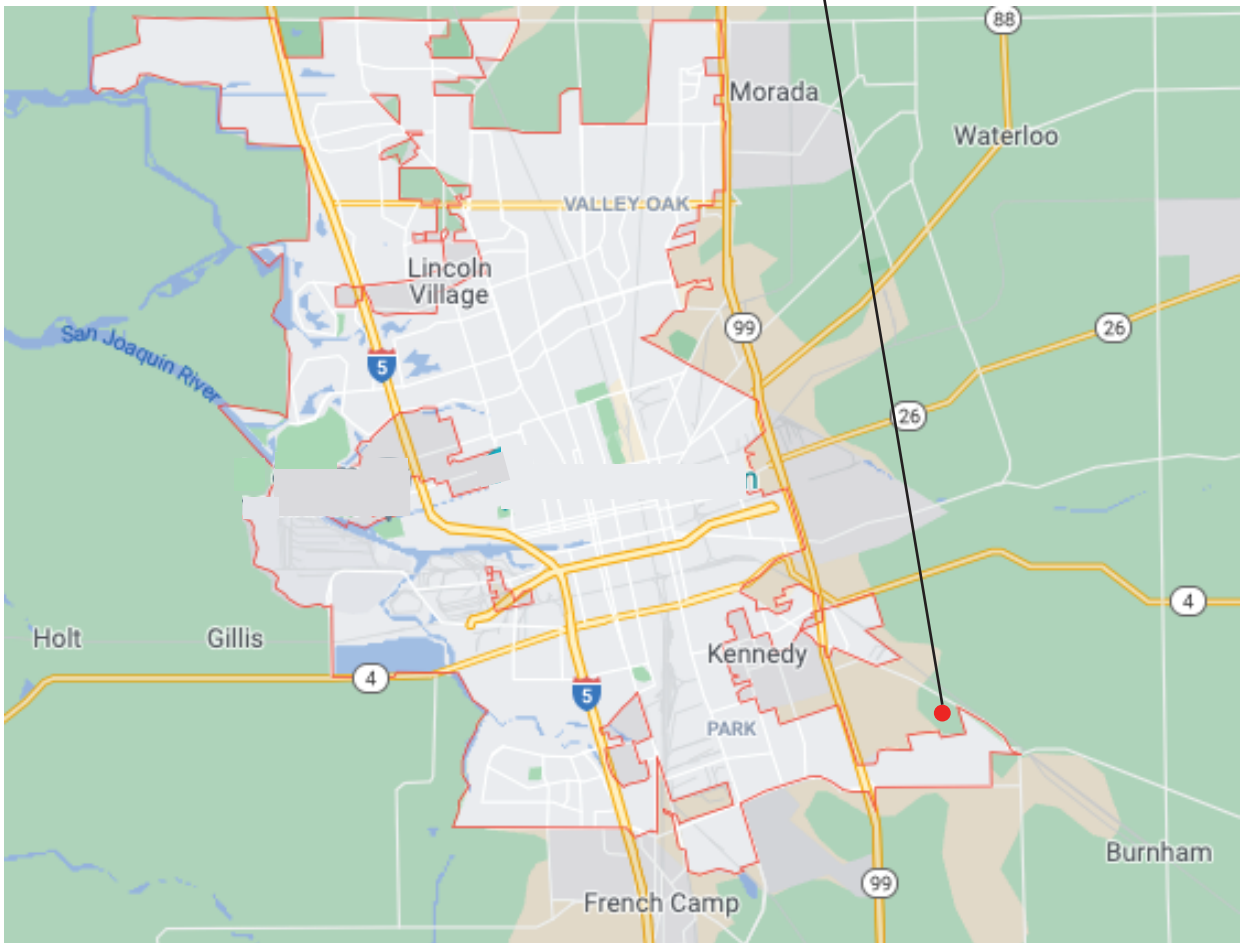 88
Morada
Waterloo
VALLEY OAK
Lincoln
Village
99
26
San Joaquin River
5
26
n
4
Holt
Gillis
Kennedy
4
5
PARK
Burnham
99
French Camp